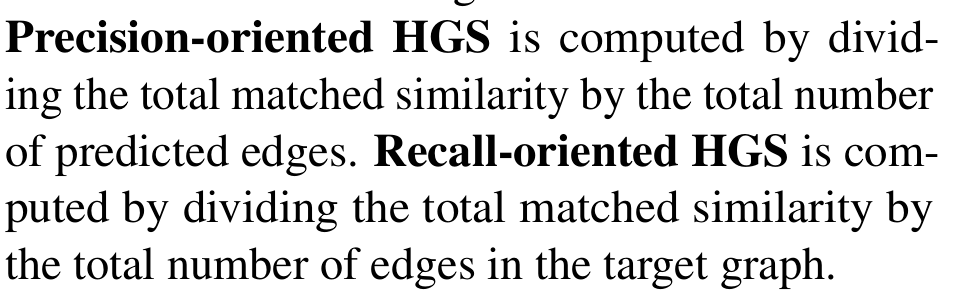 Precision-oriented HGS is computed by divid-
ing the total matched similarity by the total number
of predicted edges. Recall-oriented HGS is com-
puted by dividing the total matched similarity by
the total number of edges in the target graph.